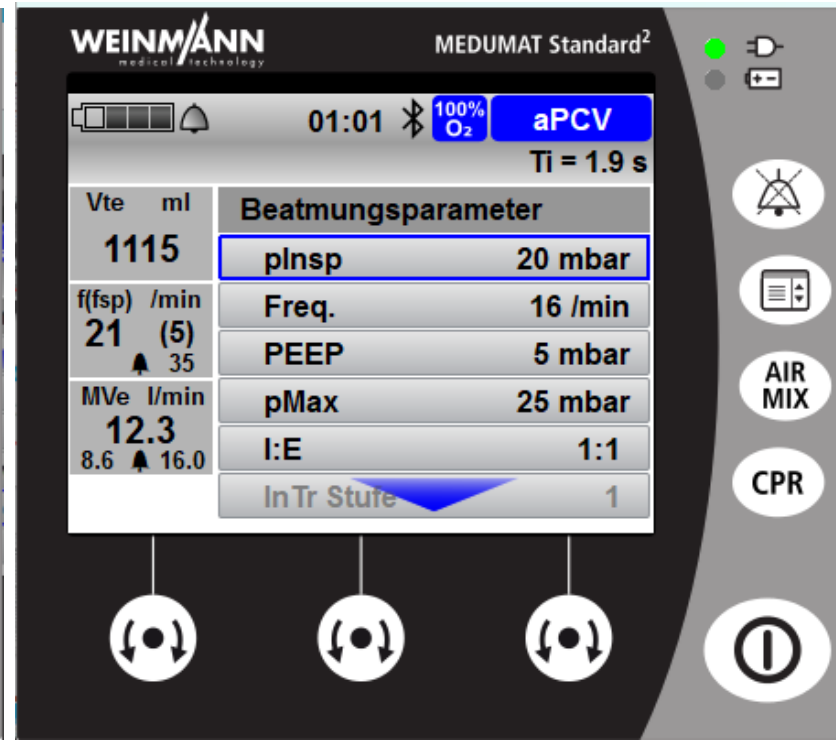 WEINMANN
medical technology
MEDUMAT Standard²
01:01
100%
O₂
aPCV
Ti = 1.9 s
Vte ml
1115
f(fsp) /min
21 (5)
35
MVe l/min
12.3
8.6 16.0
Beatmungsparameter
pInsp 20 mbar
Freq. 16 /min
PEEP 5 mbar
pMax 25 mbar
I:E 1:1
InTr Stufe 1
AIR
MIX
CPR